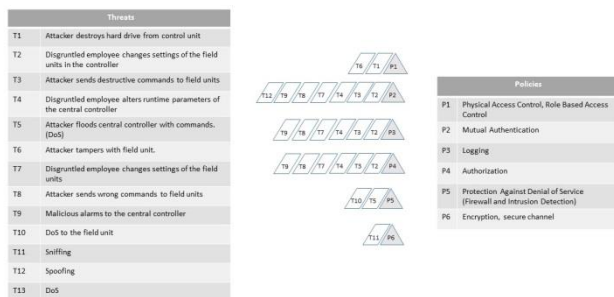 Threats
T1 Attacker destroys hard drive from control unit
T2 Disgruntled employee changes settings of the field
units in the controller
T3 Attacker sends destructive commands to field units
T4 Disgruntled employee alters runtime parameters of
the central controller
T5 Attacker floods central controller with commands.
(DoS)
T6 Attacker tampers with field unit.
T7 Disgruntled employee changes settings of the field
units
T8 Attacker sends wrong commands to field units
T9 Malicious alarms to the central controller
T10 DoS to the field unit
T11 Sniffing
T12 Spoofing
T13 DoS
T6 T1 P1
T12 T9 T8 T7 T4 T3 T2 P2
T9 T8 T7 T4 T3 T2 P3
T9 T8 T7 T4 T3 T2 P4
T10 T5 P5
T11 P6
Policies
P1 Physical Access Control, Role Based Access
Control
P2 Mutual Authentication
P3 Logging
P4 Authorization
P5 Protection Against Denial of Service
(Firewall and Intrusion Detection)
P6 Encryption, secure channel